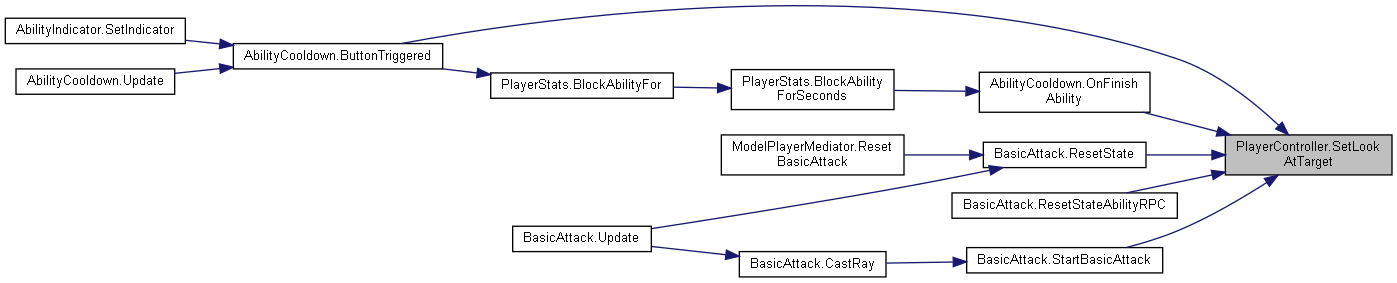 AbilityIndicator.SetIndicator
AbilityCooldown.Update
AbilityCooldown.ButtonTriggered
PlayerStats.BlockAbilityFor
PlayerStats.BlockAbility
ForSeconds
AbilityCooldown.OnFinish
Ability
ModelPlayerMediator.Reset
BasicAttack
BasicAttack.ResetState
PlayerController.SetLook
AtTarget
BasicAttack.ResetStateAbilityRPC
BasicAttack.Update
BasicAttack.CastRay
BasicAttack.StartBasicAttack